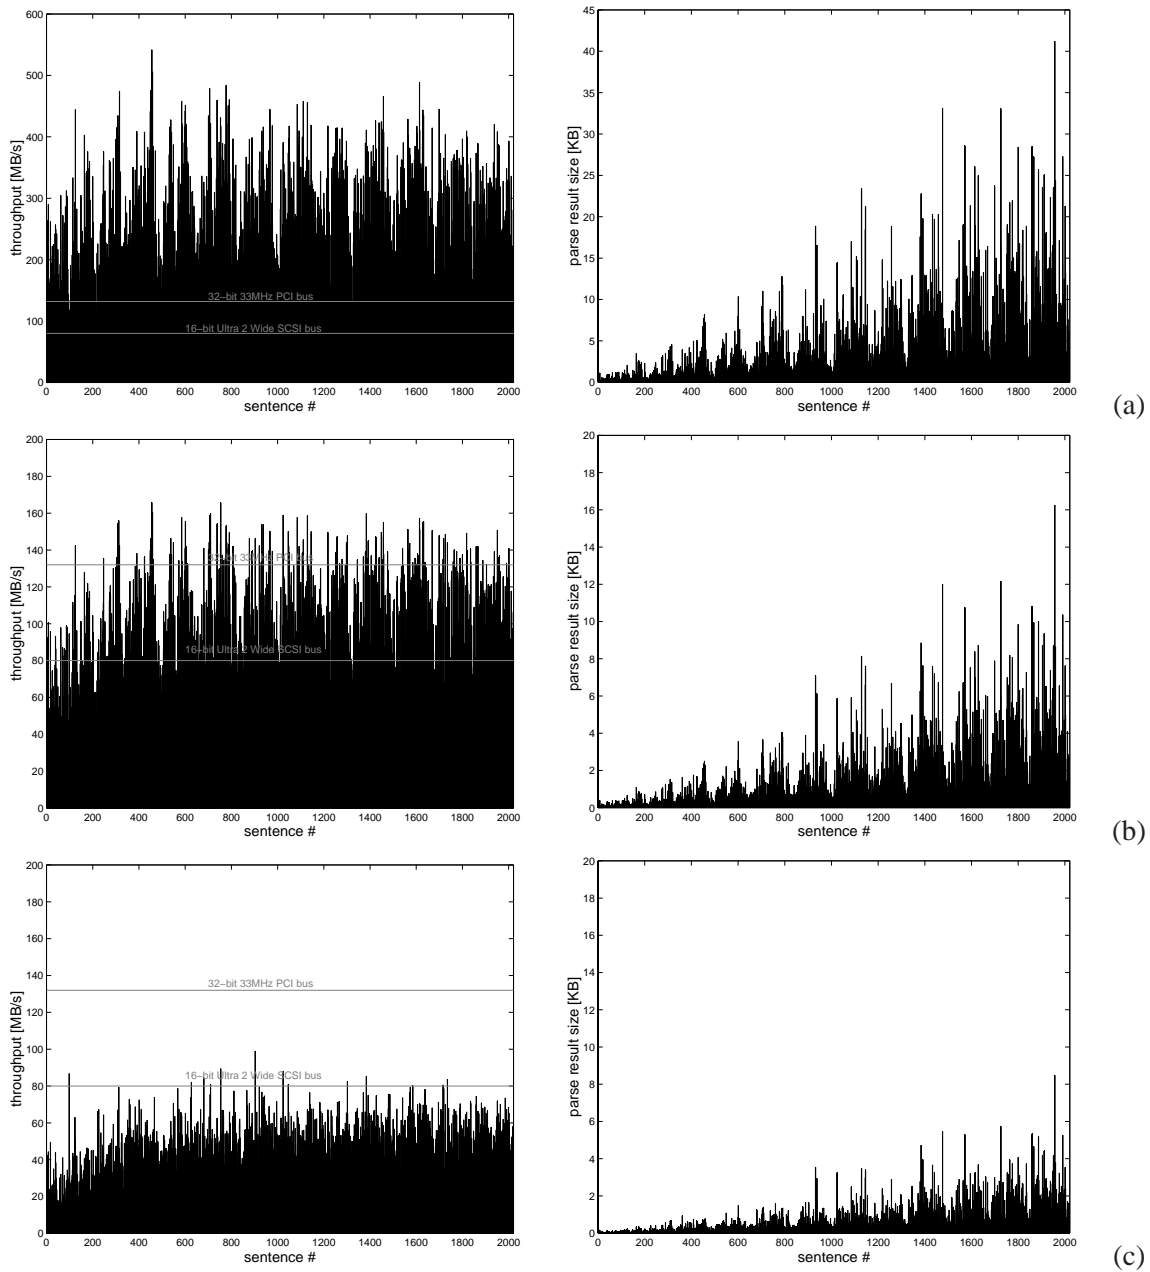 600
500
400
300
200
100
0
throughput [MB/s]
32−bit 33MHz PCI bus
16−bit Ultra 2 Wide SCSI bus
0 200 400 600 800 1000 1200 1400 1600 1800 2000
sentence #
45
40
35
30
25
20
15
10
5
0
parse result size [KB]
0 200 400 600 800 1000 1200 1400 1600 1800 2000
sentence #
(a)
200
180
160
140
120
100
80
60
40
20
0
throughput [MB/s]
32−bit 33MHz PCI bus
16−bit Ultra 2 Wide SCSI bus
0 200 400 600 800 1000 1200 1400 1600 1800 2000
sentence #
20
18
16
14
12
10
8
6
4
2
0
parse result size [KB]
0 200 400 600 800 1000 1200 1400 1600 1800 2000
sentence #
(b)
200
180
160
140
120
100
80
60
40
20
0
throughput [MB/s]
32−bit 33MHz PCI bus
16−bit Ultra 2 Wide SCSI bus
0 200 400 600 800 1000 1200 1400 1600 1800 2000
sentence #
20
18
16
14
12
10
8
6
4
2
0
parse result size [KB]
0 200 400 600 800 1000 1200 1400 1600 1800 2000
sentence #
(c)